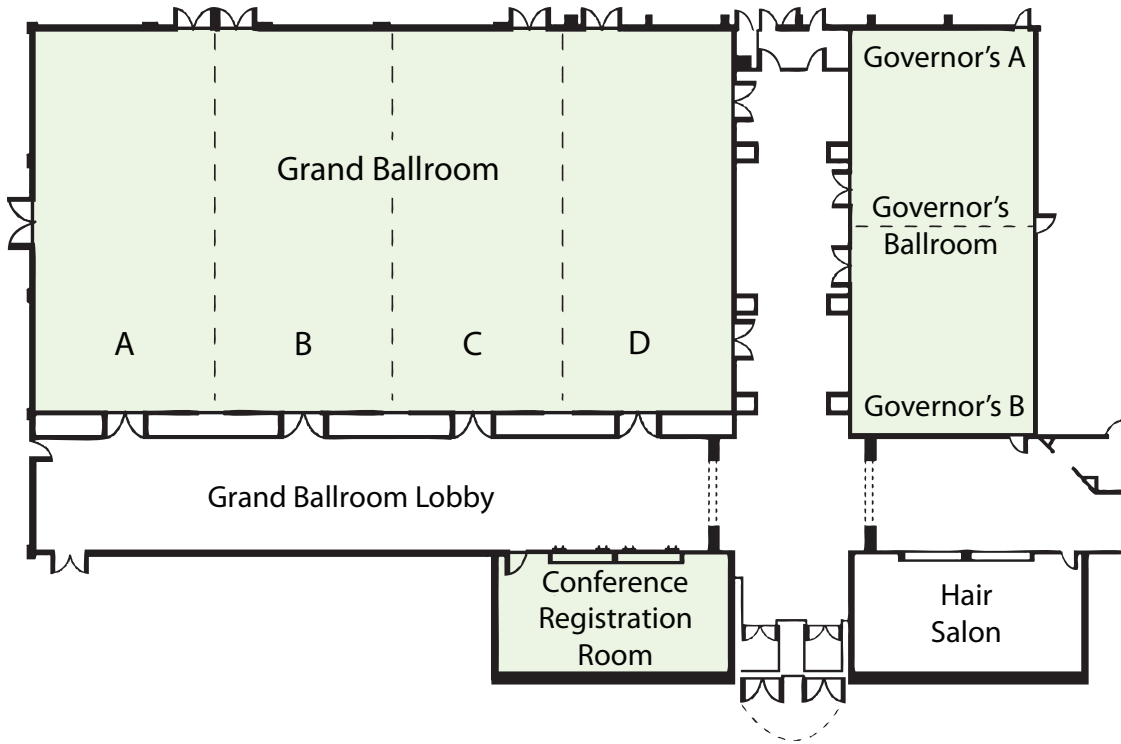 Governor's A
Grand Ballroom
Governor's
Ballroom
A
B
C
D
Governor's B
Grand Ballroom Lobby
Conference
Registration
Room
Hair
Salon